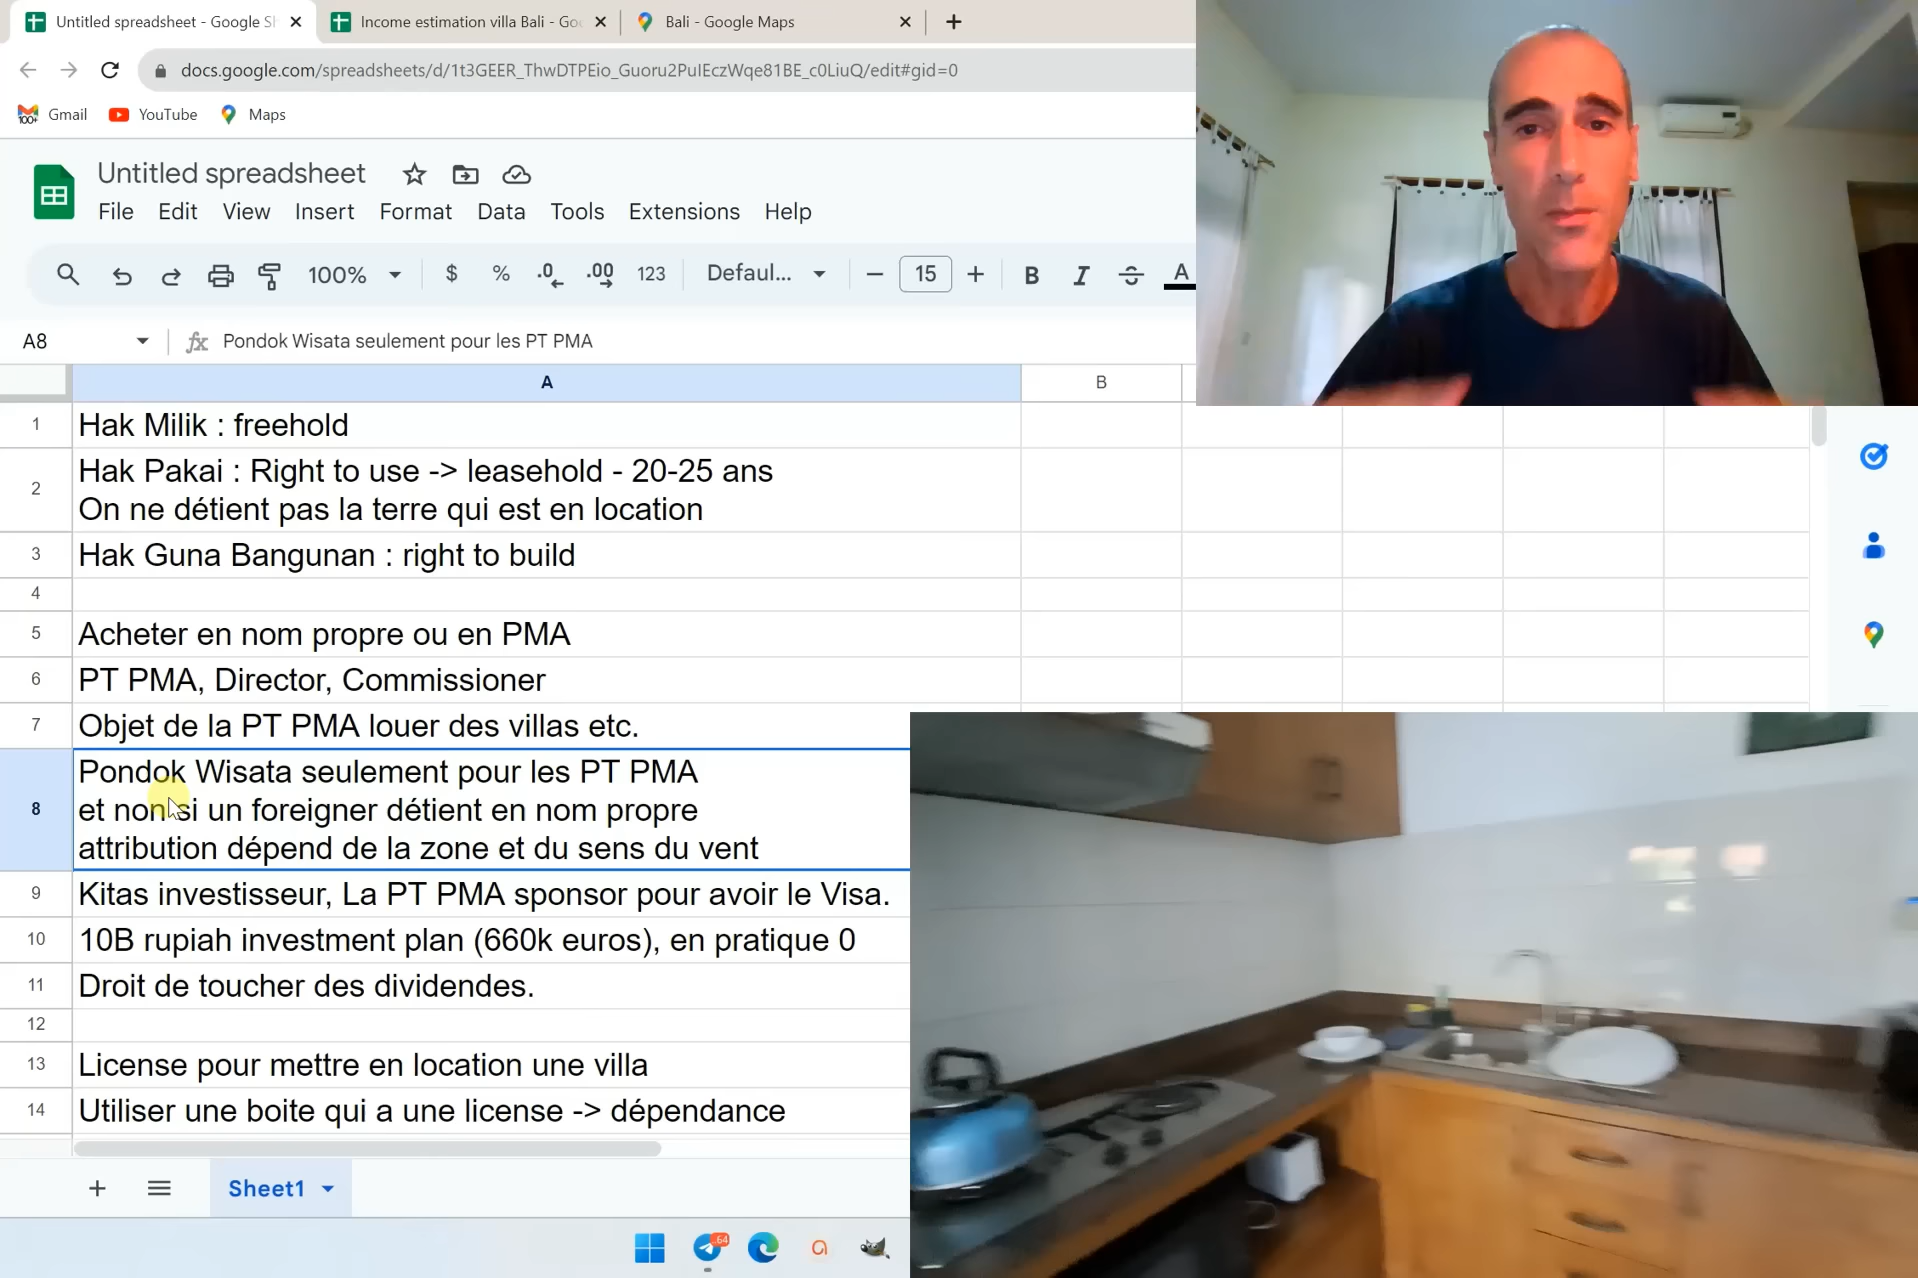 Untitled spreadsheet - Google Sh
Income estimation villa Bali - Goo
Bali - Google Maps
docs.google.com/spreadsheets/d/1t3GEER_ThwDTPEio_Guoru2PuIEczWqe81BE_c0LiuQ/edit#gid=0
Gmail
YouTube
Maps
Untitled spreadsheet
File Edit View Insert Format Data Tools Extensions Help
100% $ % .0 .00 123 Defaul... 15 B I S A
A8 fx Pondok Wisata seulement pour les PT PMA
A B
1 Hak Milik : freehold
2 Hak Pakai : Right to use -> leasehold - 20-25 ans
On ne détient pas la terre qui est en location
3 Hak Guna Bangunan : right to build
4
5 Acheter en nom propre ou en PMA
6 PT PMA, Director, Commissioner
7 Objet de la PT PMA louer des villas etc.
8 Pondok Wisata seulement pour les PT PMA
et non si un foreigner détient en nom propre
attribution dépend de la zone et du sens du vent
9 Kitas investisseur, La PT PMA sponsor pour avoir le Visa.
10 10B rupiah investment plan (660k euros), en pratique 0
11 Droit de toucher des dividendes.
12
13 License pour mettre en location une villa
14 Utiliser une boite qui a une license -> dépendance
Sheet1
64